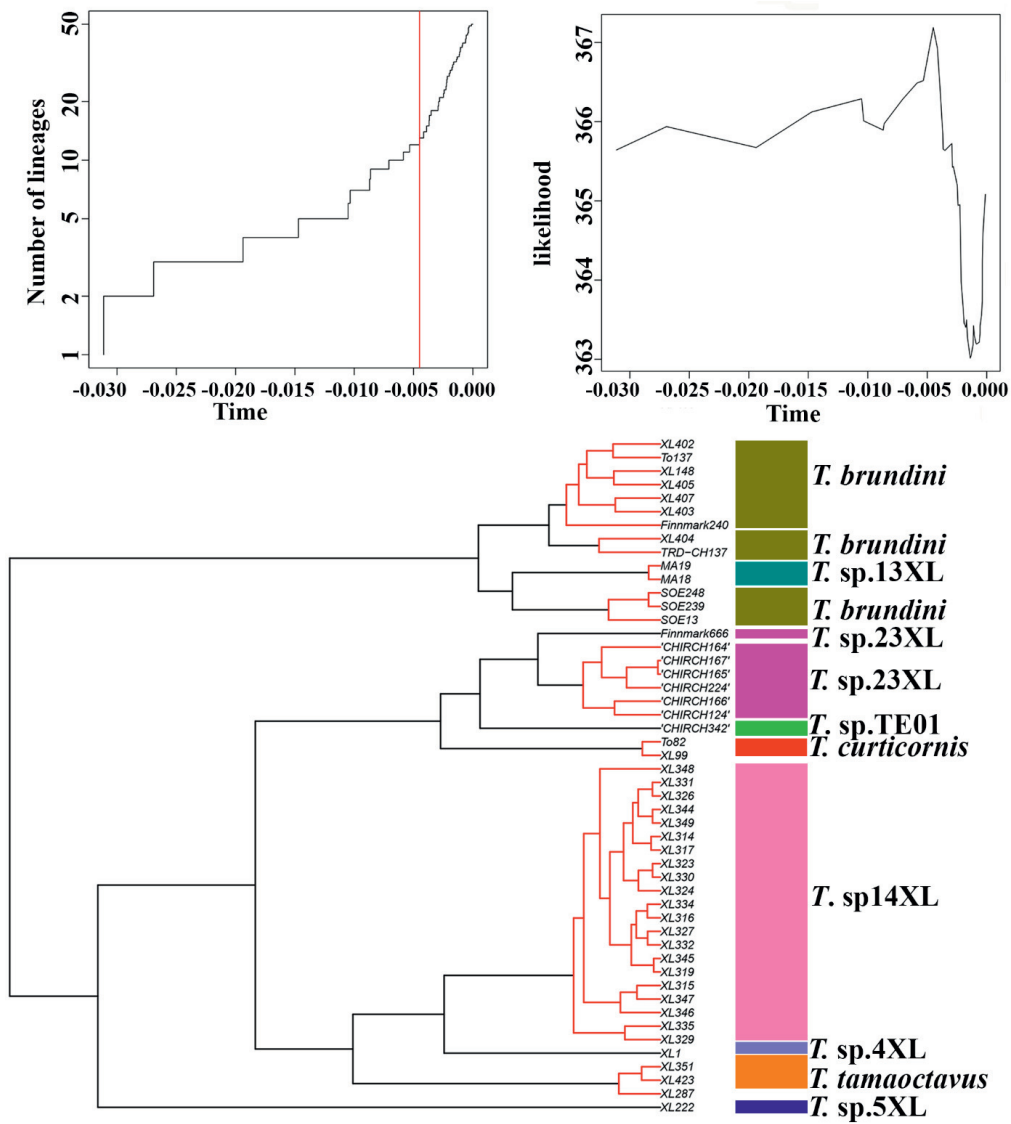 Number of lineages
50
20
10
5
2
1
-0.030 -0.025 -0.020 -0.015 -0.010 -0.005 0.000
Time
likelihood
367
366
365
364
363
-0.030 -0.025 -0.020 -0.015 -0.010 -0.005 0.000
Time
XL402
To137
XL148
XL405
XL407
XL403
Finnmark240
T. brundini
XL404
TRD-CH137
T. brundini
MA19
MA18
T. sp.13XL
SOE248
SOE239
SOE13
T. brundini
Finnmark666
T. sp.23XL
'CHIRCH164'
'CHIRCH167'
'CHIRCH165'
'CHIRCH224'
'CHIRCH166'
'CHIRCH124'
T. sp.23XL
'CHIRCH342'
T. sp.TE01
To82
XL99
T. curticornis
XL348
XL331
XL326
XL344
XL349
XL314
XL317
XL323
XL330
XL324
XL334
XL316
XL327
XL332
XL345
XL319
XL315
XL347
XL346
XL335
XL329
T. sp14XL
XL1
T. sp.4XL
XL351
XL423
XL287
T. tamaoctavus
XL222
T. sp.5XL